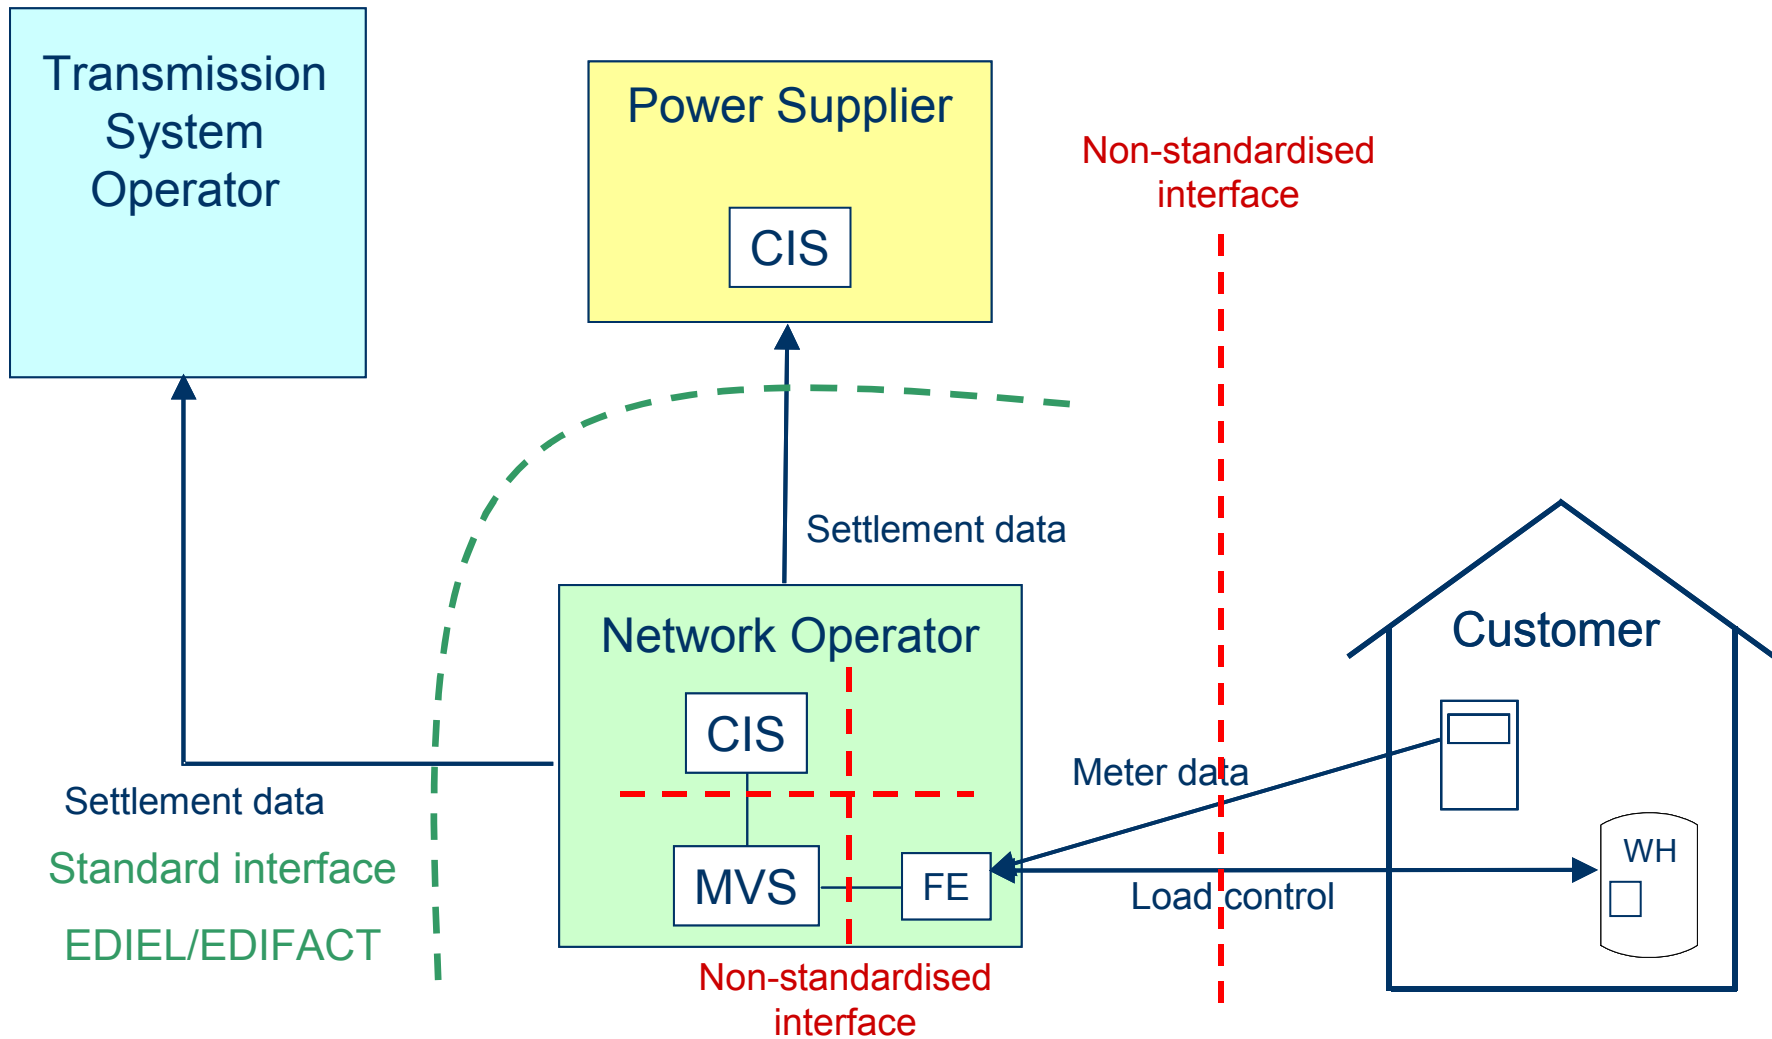 Transmission
System
Operator
Power Supplier
CIS
Non-standardised
interface
Settlement data
Network Operator
CIS
MVS
FE
Customer
Meter data
WH
Load control
Settlement data
Standard interface
EDIEL/EDIFACT
Non-standardised
interface